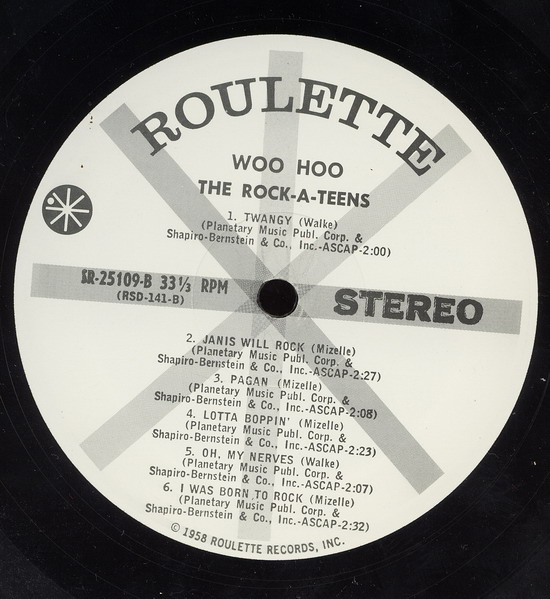 ROULETTE
WOO HOO
THE ROCK-A-TEENS
1. TWANGY (Walke)
(Planetary Music Publ. Corp. &
Shapiro-Bernstein & Co., Inc.-ASCAP-2:00)
SR-25109-B 33⅓ RPM
(RSD-141-B)
STEREO
2. JANIS WILL ROCK (Mizelle)
(Planetary Music Publ. Corp. &
Shapiro-Bernstein & Co., Inc.-ASCAP-2:27)
3. PAGAN (Mizelle)
(Planetary Music Publ. Corp. &
Shapiro-Bernstein & Co., Inc.-ASCAP-2:08)
4. LOTTA BOPPIN' (Mizelle)
(Planetary Music Publ. Corp. &
Shapiro-Bernstein & Co., Inc.-ASCAP-2:23)
5. OH, MY NERVES (Walke)
(Planetary Music Publ. Corp. &
Shapiro-Bernstein & Co., Inc.-ASCAP-2:07)
6. I WAS BORN TO ROCK (Mizelle)
(Planetary Music Publ. Corp. &
Shapiro-Bernstein & Co., Inc.-ASCAP-2:32)
© 1958 ROULETTE RECORDS, INC.